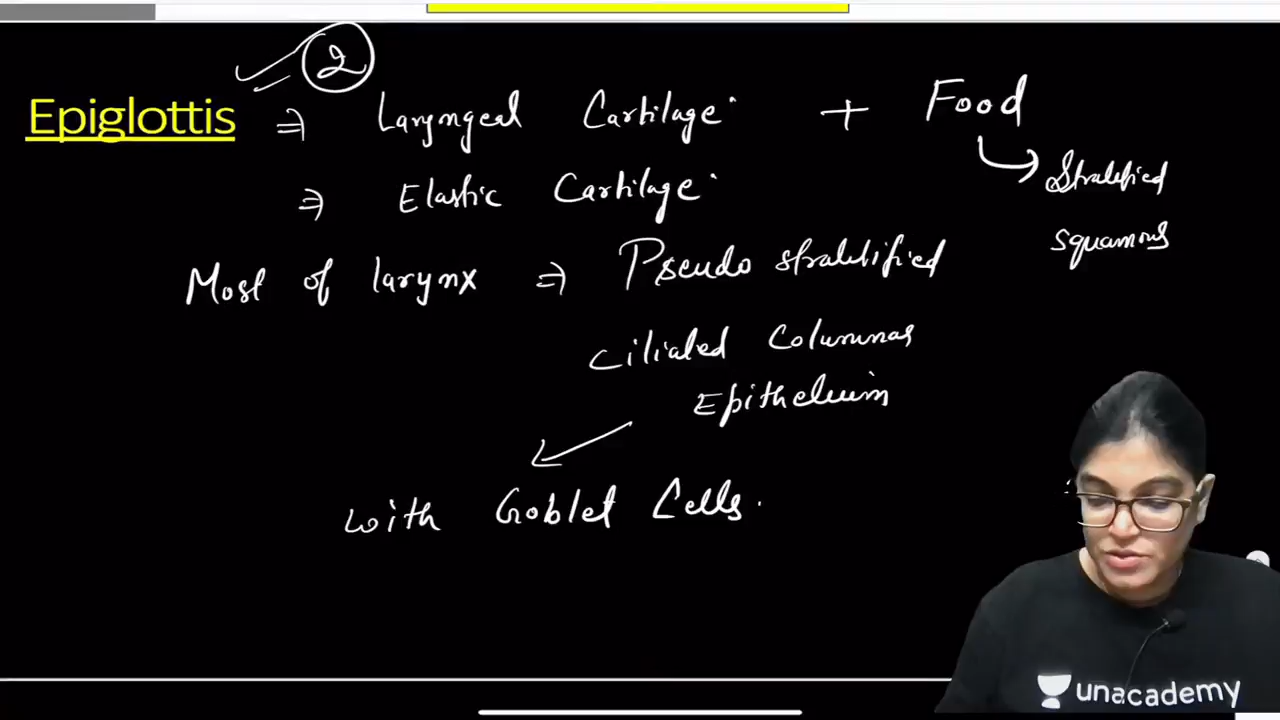 2
Epiglottis ⇒ Laryngeal Cartilage + Food
Stratified
⇒ Elastic Cartilage
squamous
Most of larynx ⇒ Pseudo stratified
Ciliated Columnar
Epithelium
with Goblet Cells.
unacademy